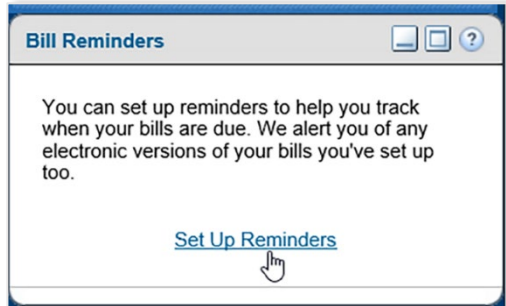 Bill Reminders
?
You can set up reminders to help you track
when your bills are due. We alert you of any
electronic versions of your bills you've set up
too.
Set Up Reminders